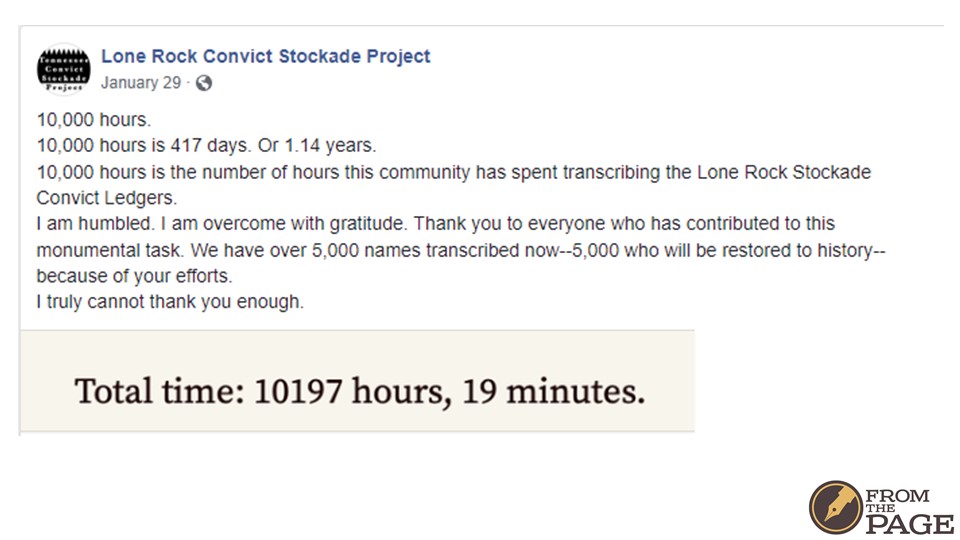 Tennessee
Convict
Stockade
Project
Lone Rock Convict Stockade Project
January 29 ·
10,000 hours.
10,000 hours is 417 days. Or 1.14 years.
10,000 hours is the number of hours this community has spent transcribing the Lone Rock Stockade
Convict Ledgers.
I am humbled. I am overcome with gratitude. Thank you to everyone who has contributed to this
monumental task. We have over 5,000 names transcribed now--5,000 who will be restored to history--
because of your efforts.
I truly cannot thank you enough.
Total time: 10197 hours, 19 minutes.
FROM
THE
PAGE